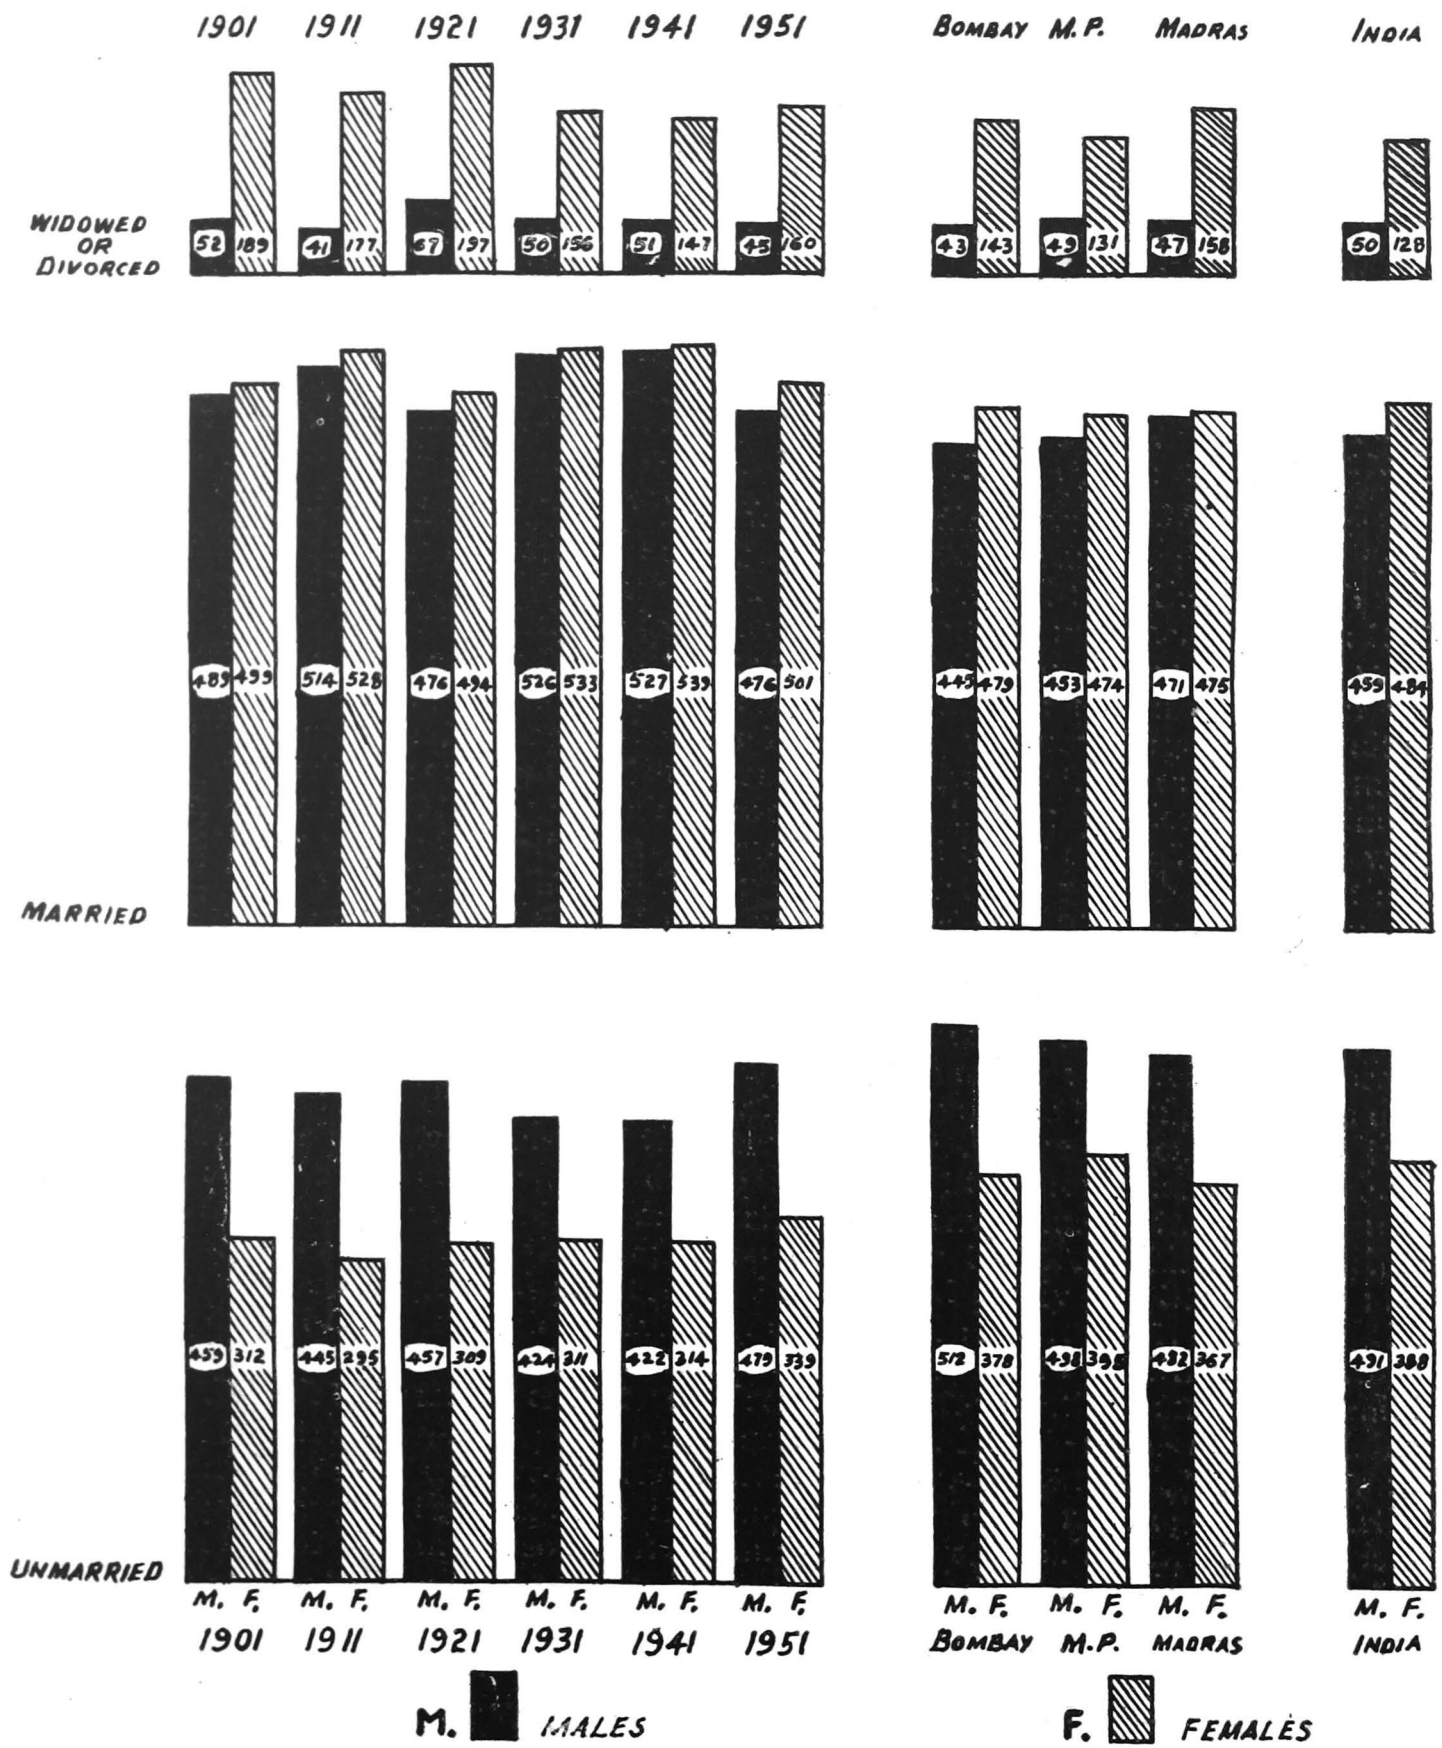 1901 1911 1921 1931 1941 1951 BOMBAY M.P. MADRAS INDIA
WIDOWED
OR
DIVORCED
52 189 41 177 67 197 50 156 51 147 45 160 43 143 49 131 47 158 50 128
489 499 514 528 476 494 526 533 527 539 476 501 445 479 453 474 471 475 459 484
MARRIED
459 312 445 295 457 309 424 311 422 314 479 339 512 378 498 395 482 367 491 388
UNMARRIED
M. F. M. F. M. F. M. F. M. F. M. F. M. F. M. F. M. F. M. F.
1901 1911 1921 1931 1941 1951 BOMBAY M.P. MADRAS INDIA
M. MALES F. FEMALES